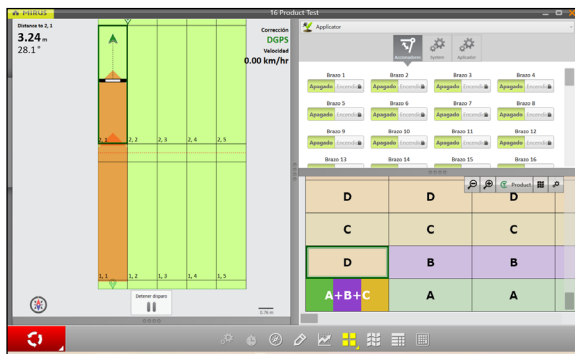 MIRUS
16 Product Test
Distance to 2, 1
3.24 m
28.1°
Corrección
DGPS
Velocidad
0.00 km/hr
2, 1
2, 2
2, 3
2, 4
2, 5
1, 1
1, 2
1, 3
1, 4
1, 5
Detener disparo
0.76 m
Applicator
System
Aplicador
Brazo 1
Brazo 2
Brazo 3
Brazo 4
Apagado Encendido
Apagado Encendido
Apagado Encendido
Apagado Encendido
Brazo 5
Brazo 6
Brazo 7
Brazo 8
Apagado Encendido
Apagado Encendido
Apagado Encendido
Apagado Encendido
Brazo 9
Brazo 10
Brazo 11
Brazo 12
Apagado Encendido
Apagado Encendido
Apagado Encendido
Apagado Encendido
Brazo 13
Brazo 14
Brazo 15
Brazo 16
Product
D
D
D
C
C
C
D
B
B
A+B+C
A
A